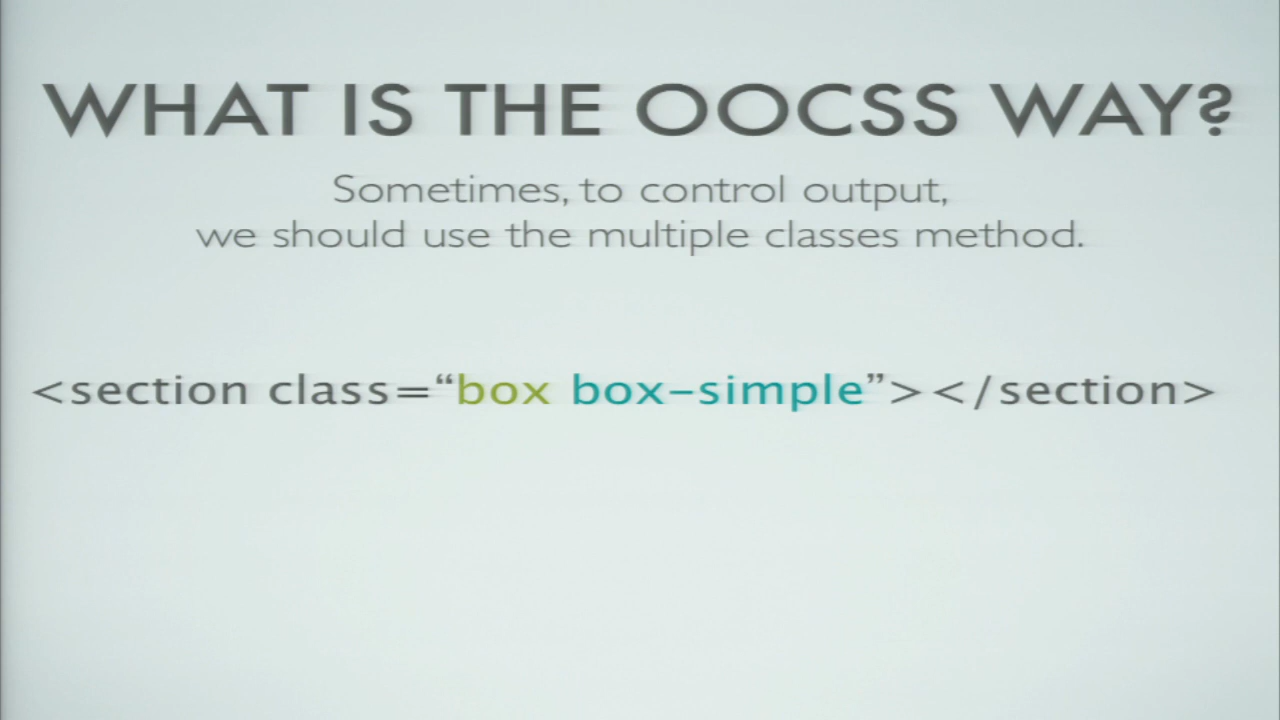 WHAT IS THE OOCSS WAY?
Sometimes, to control output,
we should use the multiple classes method.
<section class=“box box-simple”></section>